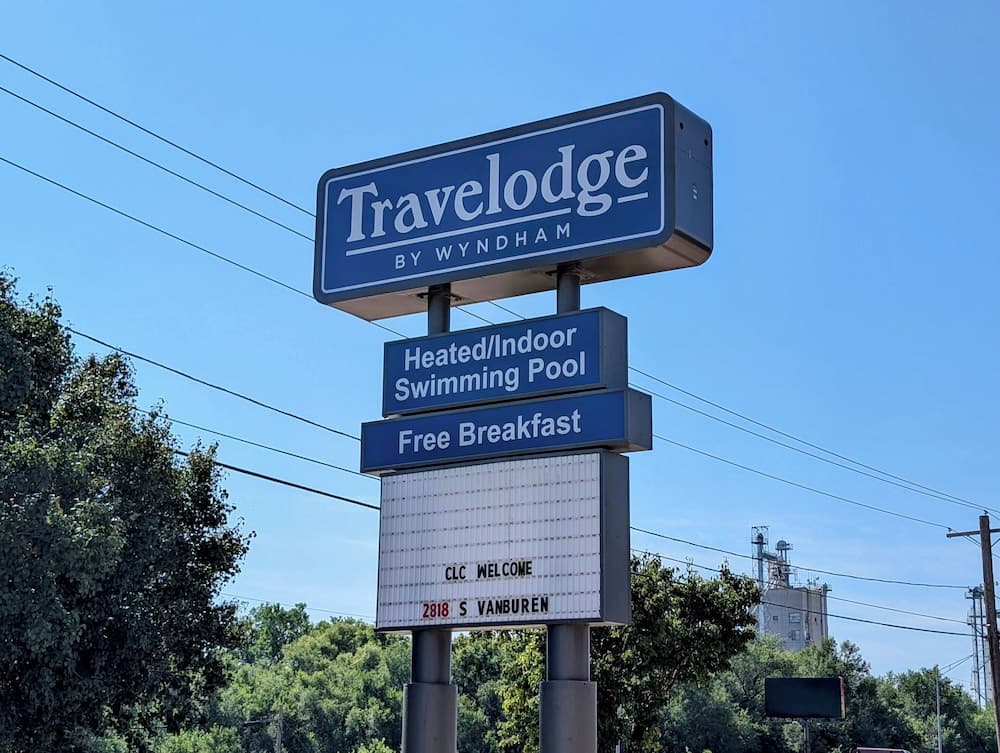 Travelodge
BY WYNDHAM
Heated/Indoor
Swimming Pool
Free Breakfast
CLC WELCOME
2818 S VANBUREN